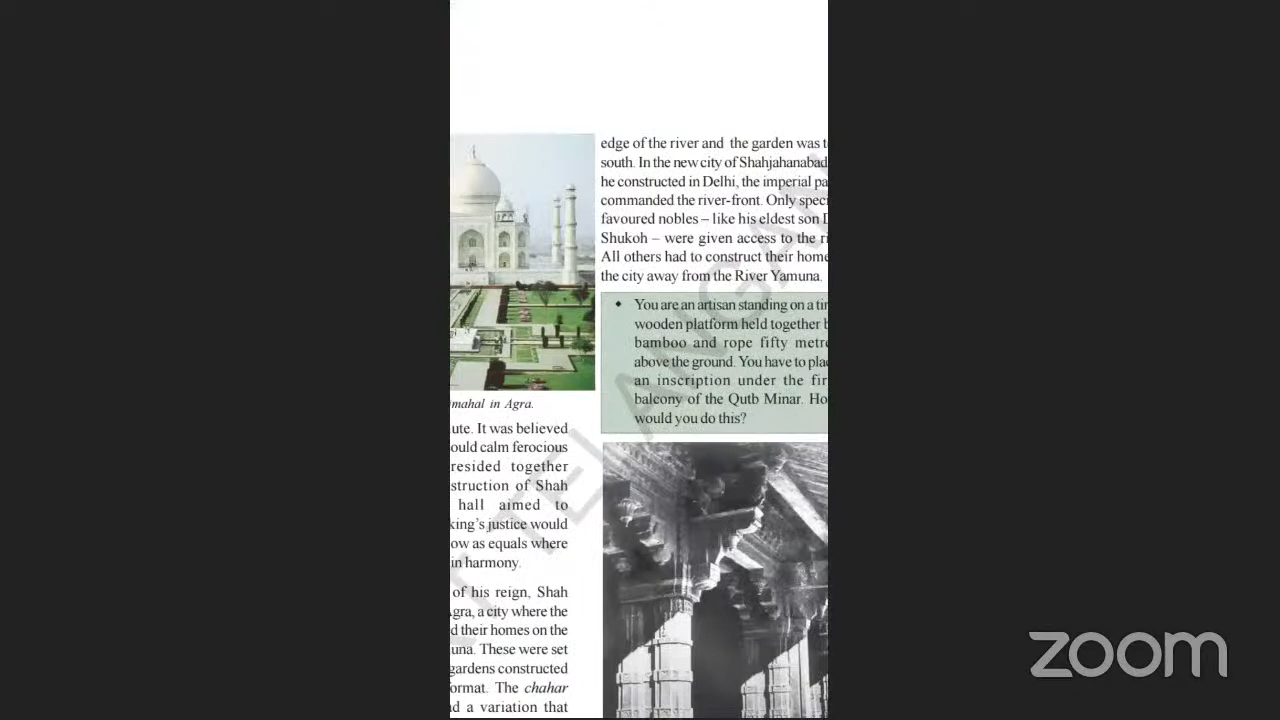 mahal in Agra.
ute. It was believed
ould calm ferocious
resided together
struction of Shah
hall aimed to
king's justice would
ow as equals where
in harmony.
of his reign, Shah
gra, a city where the
d their homes on the
una. These were set
gardens constructed
ormat. The chahar
d a variation that
edge of the river and the garden was t
south. In the new city of Shahjahanabad
he constructed in Delhi, the imperial pa
commanded the river-front. Only speci
favoured nobles – like his eldest son D
Shukoh – were given access to the ri
All others had to construct their home
the city away from the River Yamuna.
• You are an artisan standing on a tin
wooden platform held together b
bamboo and rope fifty metre
above the ground. You have to plac
an inscription under the fir
balcony of the Qutb Minar. Ho
would you do this?
TELANGAN
zoom